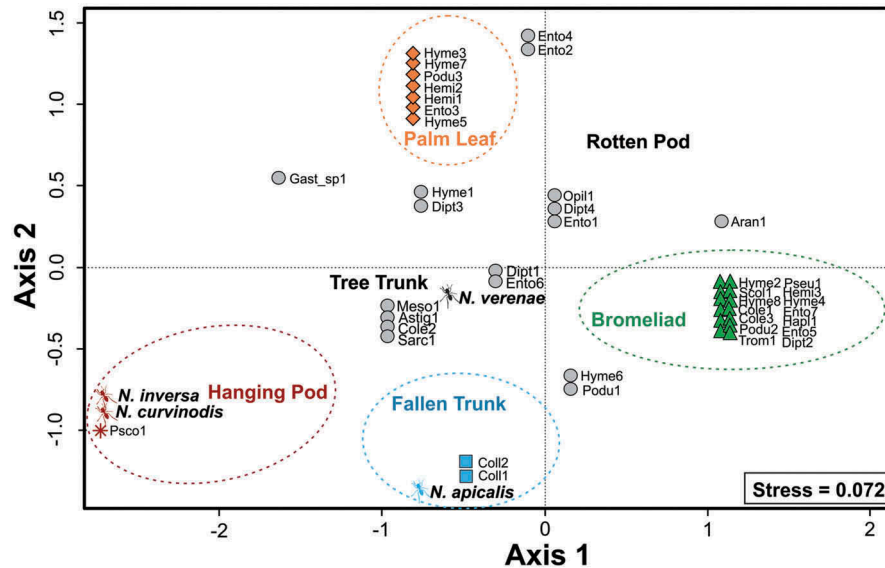 1.5
1.0
0.5
0.0
-0.5
-1.0
Axis 2
Ento4
Ento2
Hyme3
Hyme7
Podu3
Hemi2
Hemi1
Ento3
Hyme5
Palm Leaf
Rotten Pod
Gast_sp1
Hyme1
Dipt3
Opil1
Dipt4
Ento1
Aran1
Tree Trunk
Dipt1
Ento6
N. verenae
Meso1
Astig1
Cole2
Sarc1
Bromeliad
Hyme2 Pseu1
Scol1 Hemi3
Hyme8 Hyme4
Cole1 Ento7
Cole3 Hapl1
Podu2 Ento5
Trom1 Dipt2
Hyme6
Podu1
Hanging Pod
N. inversa
N. curvinodis
Psco1
Fallen Trunk
Coll2
Coll1
N. apicalis
Stress = 0.072
-2
-1
0
1
2
Axis 1